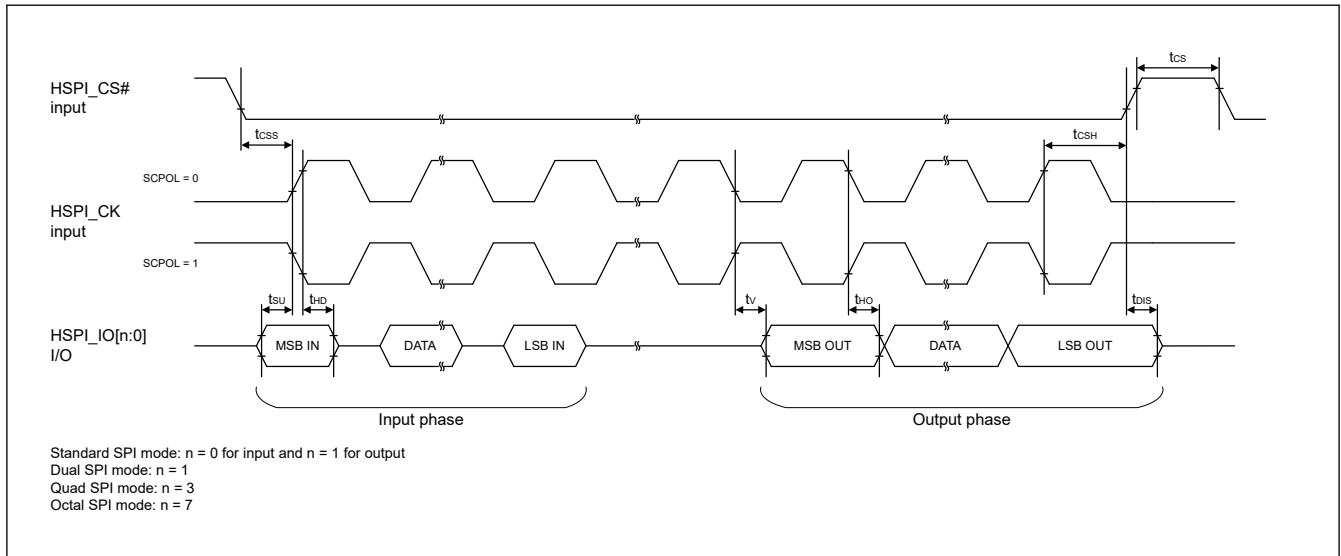 tCS
HSPI_CS#
input
tCSS
tCSH
SCPOL = 0
HSPI_CK
input
SCPOL = 1
tSU
tHD
tV
tHO
tDIS
HSPI_IO[n:0]
I/O
MSB IN
DATA
LSB IN
MSB OUT
DATA
LSB OUT
Input phase
Output phase
Standard SPI mode: n = 0 for input and n = 1 for output
Dual SPI mode: n = 1
Quad SPI mode: n = 3
Octal SPI mode: n = 7